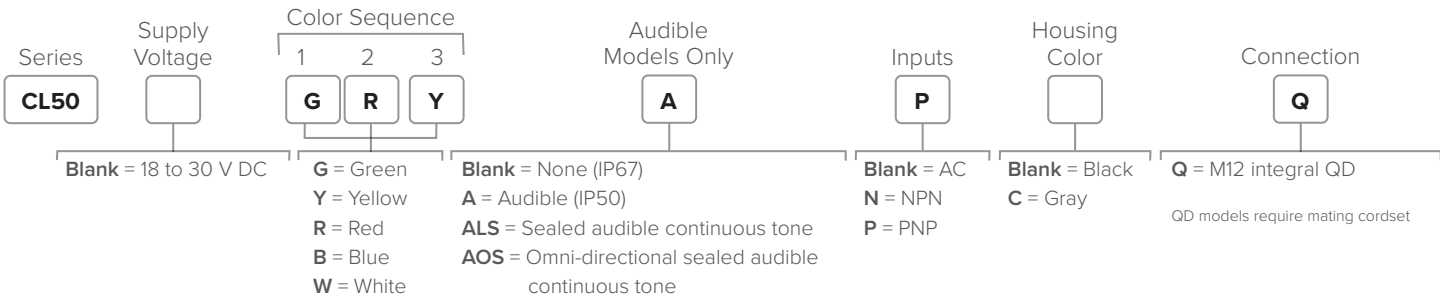 Color Sequence
Series
Supply
Voltage
1 2 3
Audible
Models Only
Inputs
Housing
Color
Connection
CL50
G R Y
A
P
Q
Blank = 18 to 30 V DC
G = Green
Y = Yellow
R = Red
B = Blue
W = White
Blank = None (IP67)
A = Audible (IP50)
ALS = Sealed audible continuous tone
AOS = Omni-directional sealed audible
continuous tone
Blank = AC
N = NPN
P = PNP
Blank = Black
C = Gray
Q = M12 integral QD
QD models require mating cordset